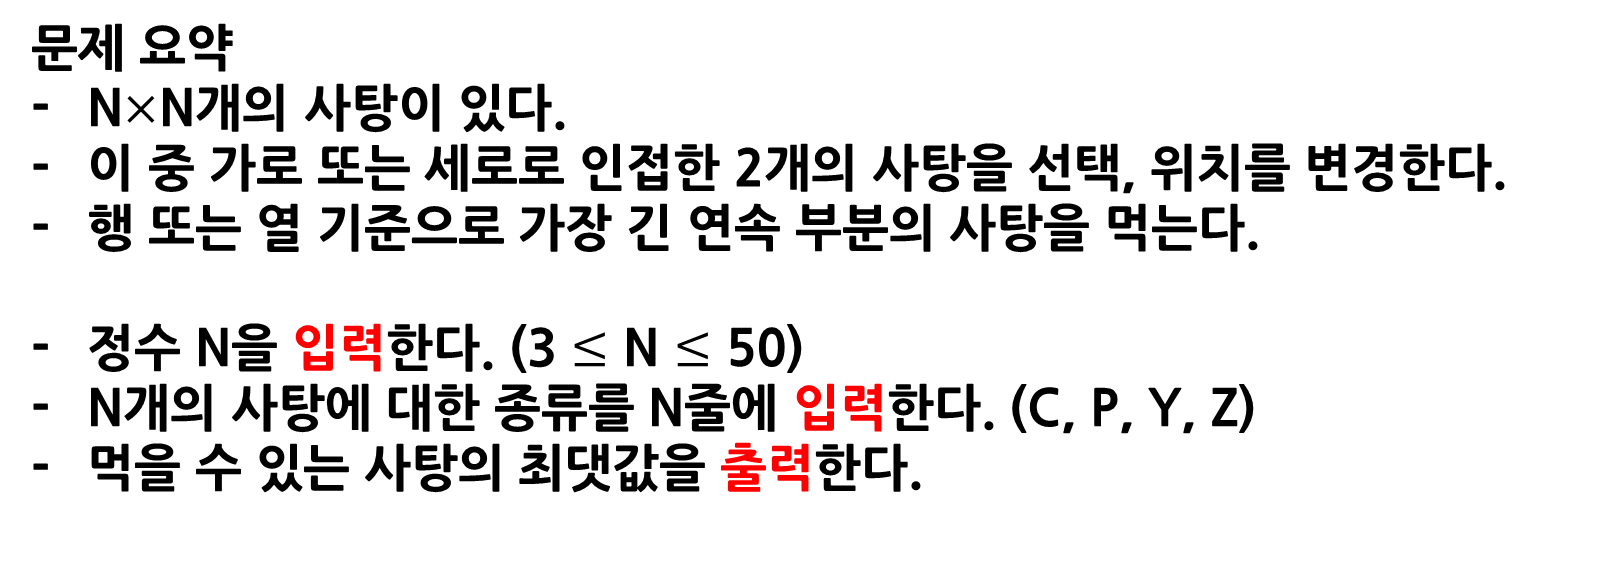 문제 요약
- N×N개의 사탕이 있다.
- 이 중 가로 또는 세로로 인접한 2개의 사탕을 선택, 위치를 변경한다.
- 행 또는 열 기준으로 가장 긴 연속 부분의 사탕을 먹는다.
- 정수 N을 입력한다. (3 ≤ N ≤ 50)
- N개의 사탕에 대한 종류를 N줄에 입력한다. (C, P, Y, Z)
- 먹을 수 있는 사탕의 최댓값을 출력한다.